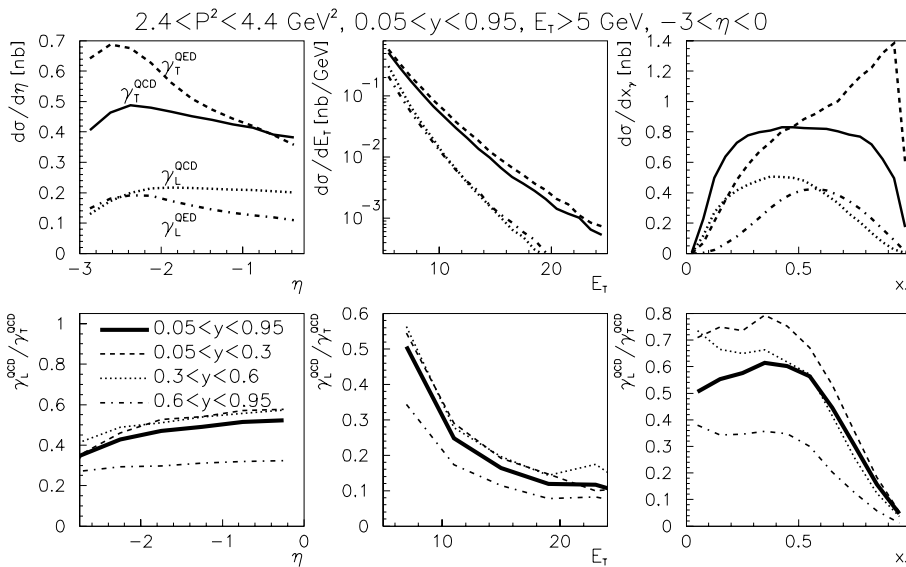 2.4<P²<4.4 GeV², 0.05<y<0.95, E_T>5 GeV, −3<η<0
dσ/dη [nb]
0.7
0.6
0.5
0.4
0.3
0.2
0.1
0
γ_T^QED
γ_T^QCD
γ_L^QCD
γ_L^QED
−3 −2 −1
η
dσ/dE_T [nb/GeV]
10⁻¹
10⁻²
10⁻³
10 20
E_T
dσ/dx_γ [nb]
1.4
1.2
1
0.8
0.6
0.4
0.2
0
0 0.5
x
γ_L^QCD/γ_T^QCD
1
0.8
0.6
0.4
0.2
0
0.05<y<0.95
0.05<y<0.3
0.3<y<0.6
0.6<y<0.95
−2 −1 0
η
γ_L^QCD/γ_T^QCD
0.6
0.5
0.4
0.3
0.2
0.1
0
10 20
E_T
γ_L^QCD/γ_T^QCD
0.8
0.7
0.6
0.5
0.4
0.3
0.2
0.1
0
0 0.5
x